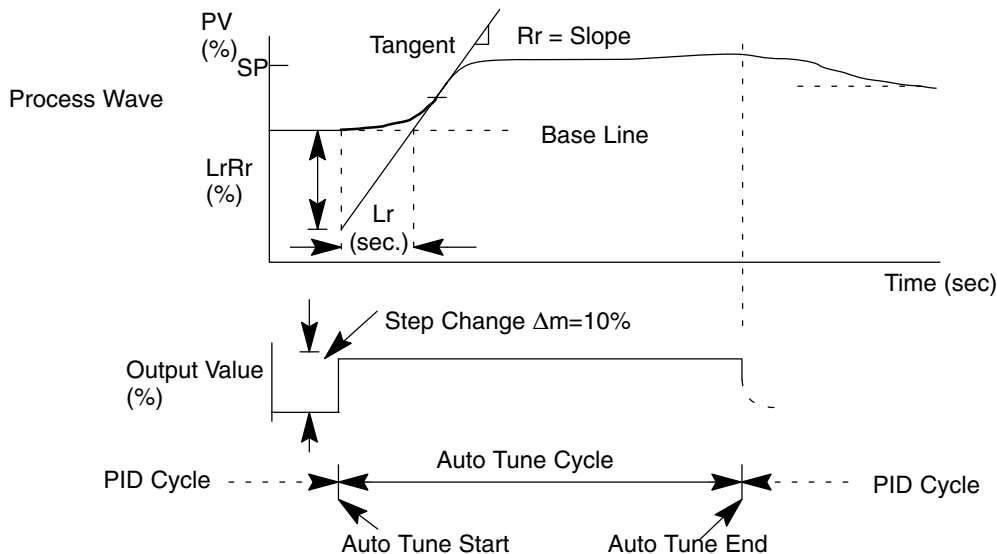 PV
(%)
SP
Tangent
Rr = Slope
Process Wave
Base Line
LrRr
(%)
Lr
(sec.)
Time (sec)
Step Change Δm=10%
Output Value
(%)
PID Cycle
Auto Tune Cycle
PID Cycle
Auto Tune Start
Auto Tune End